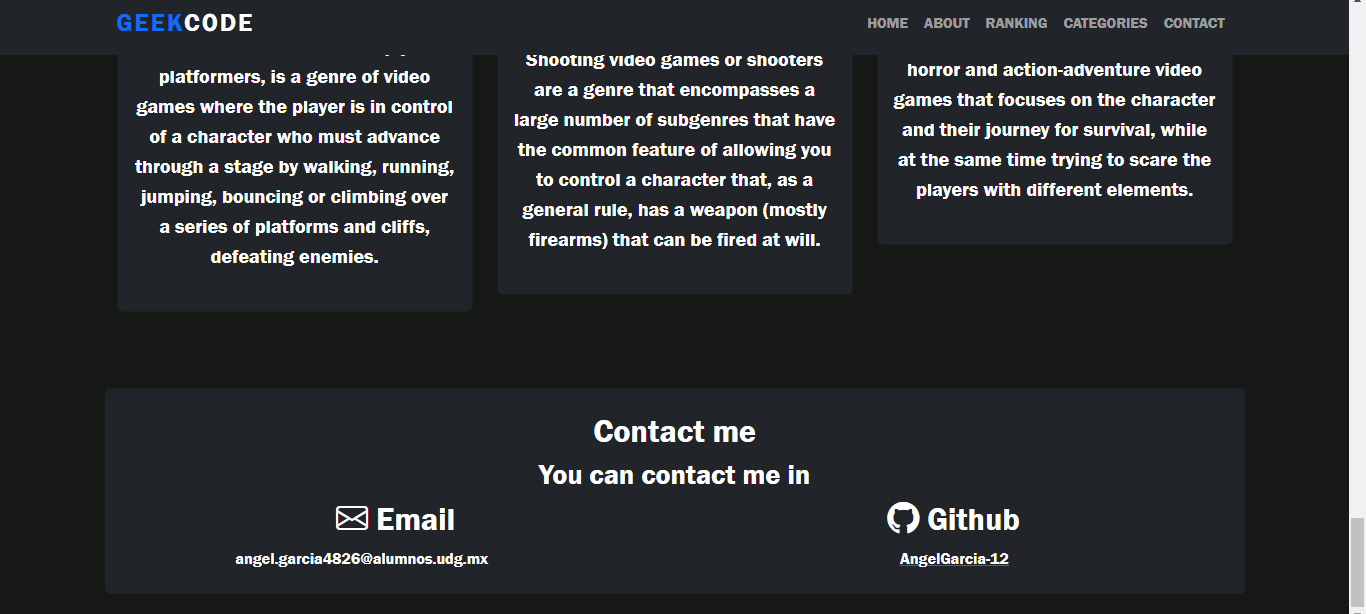 GEEKCODE
HOME ABOUT RANKING CATEGORIES CONTACT
platformers, is a genre of video
games where the player is in control
of a character who must advance
through a stage by walking, running,
jumping, bouncing or climbing over
a series of platforms and cliffs,
defeating enemies.
Shooting video games or shooters
are a genre that encompasses a
large number of subgenres that have
the common feature of allowing you
to control a character that, as a
general rule, has a weapon (mostly
firearms) that can be fired at will.
horror and action-adventure video
games that focuses on the character
and their journey for survival, while
at the same time trying to scare the
players with different elements.
Contact me
You can contact me in
Email
angel.garcia4826@alumnos.udg.mx
Github
AngelGarcia-12